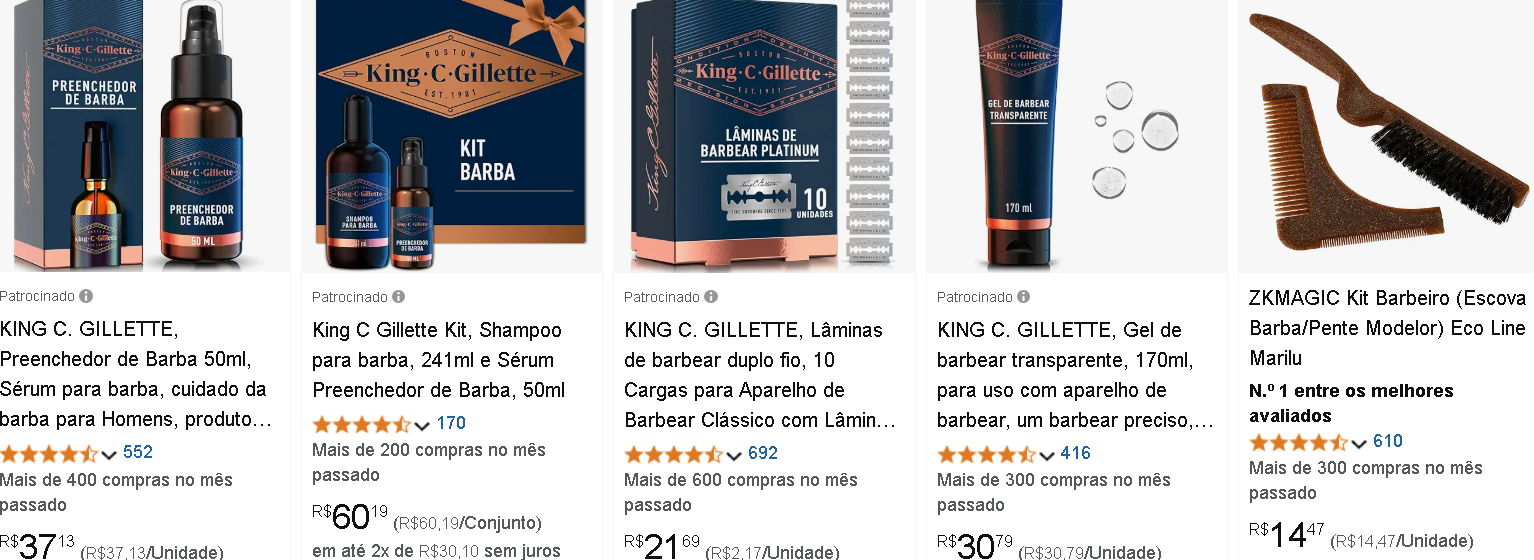 King·C·Gillette
PREENCHEDOR
DE BARBA
King·C·Gillette
King·C·Gillette
King·C·Gillette
PREENCHEDOR
DE BARBA
50 ML
Patrocinado
KING C. GILLETTE,
Preenchedor de Barba 50ml,
Sérum para barba, cuidado da
barba para Homens, produto…
552
Mais de 400 compras no mês
passado
R$37,13 (R$37,13/Unidade)
BOSTON
King·C·Gillette
EST. 1901
KIT
BARBA
King·C·Gillette
SHAMPOO
PARA BARBA
King·C·Gillette
PREENCHEDOR
DE BARBA
Patrocinado
King C Gillette Kit, Shampoo
para barba, 241ml e Sérum
Preenchedor de Barba, 50ml
170
Mais de 200 compras no mês
passado
R$60,19 (R$60,19/Conjunto)
em até 2x de R$30,10 sem juros
King C. Gillette
BOSTON
King·C·Gillette
EST. 1901
LÂMINAS DE
BARBEAR PLATINUM
10
UNIDADES
Patrocinado
KING C. GILLETTE, Lâminas
de barbear duplo fio, 10
Cargas para Aparelho de
Barbear Clássico com Lâmin…
692
Mais de 600 compras no mês
passado
R$21,69 (R$2,17/Unidade)
King·C·Gillette
GEL DE BARBEAR
TRANSPARENTE
170 ml
Patrocinado
KING C. GILLETTE, Gel de
barbear transparente, 170ml,
para uso com aparelho de
barbear, um barbear preciso,…
416
Mais de 300 compras no mês
passado
R$30,79 (R$30,79/Unidade)
ZKMAGIC Kit Barbeiro (Escova
Barba/Pente Modelor) Eco Line
Marilu
N.º 1 entre os melhores
avaliados
610
Mais de 300 compras no mês
passado
R$14,47 (R$14,47/Unidade)